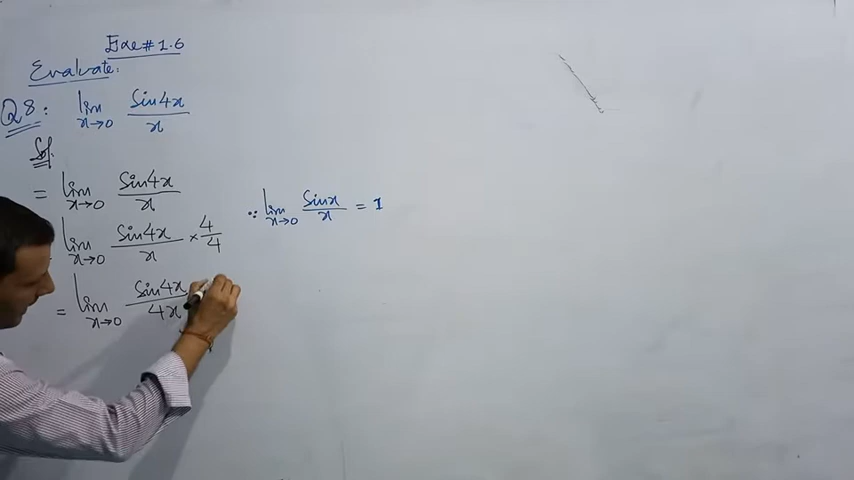 Exe#1.6
Evaluate:
Q8: lim x→0 Sin4x/x
Sol.
= lim x→0 Sin4x/x
lim x→0 Sin4x/x × 4/4 ∵ lim x→0 Sinx/x = 1
= lim x→0 Sin4x/4x